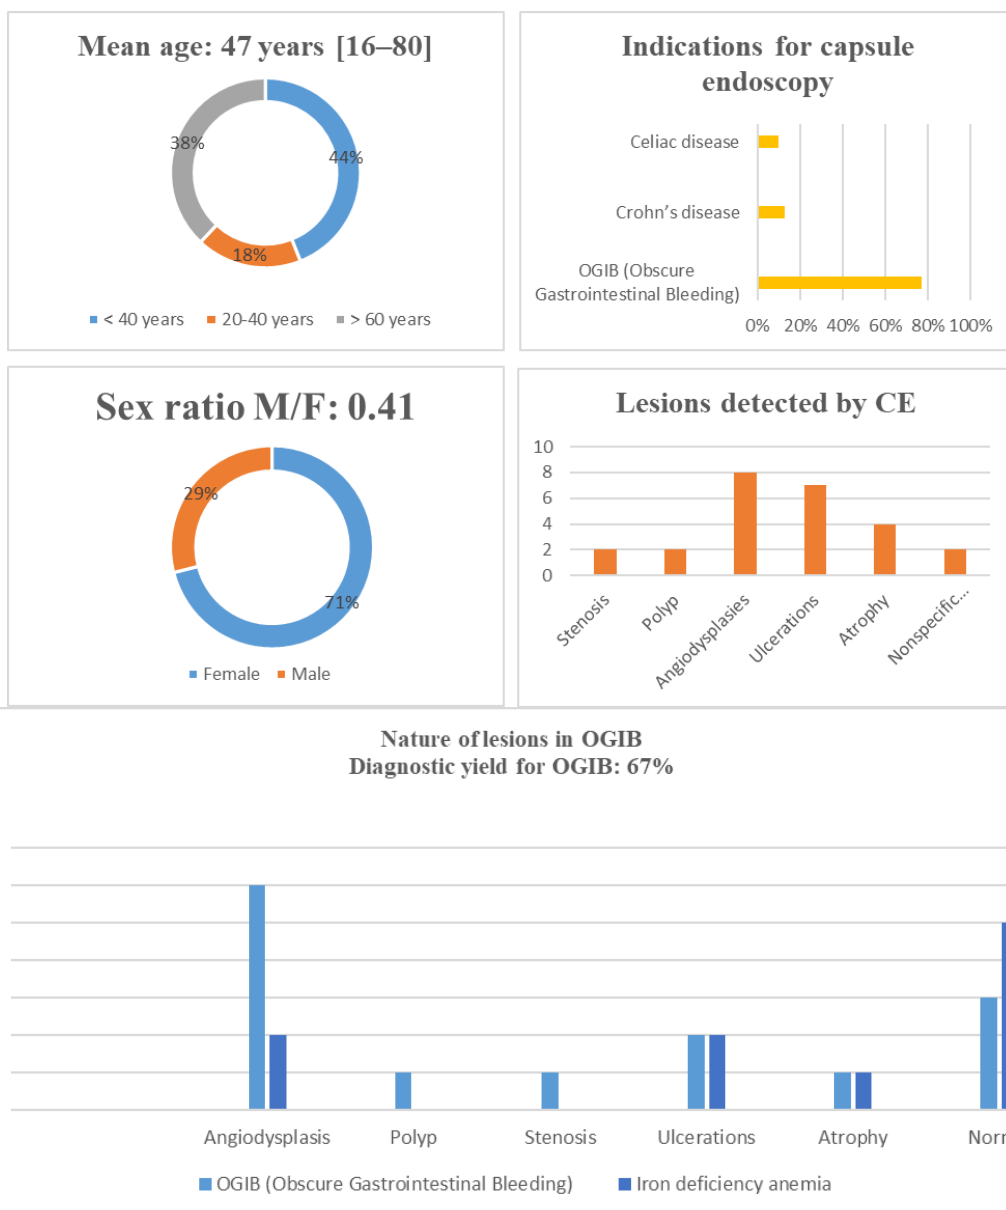 Mean age: 47 years [16–80]
38%
44%
18%
< 40 years 20-40 years > 60 years
Indications for capsule
endoscopy
Celiac disease
Crohn's disease
OGIB (Obscure
Gastrointestinal Bleeding)
0% 20% 40% 60% 80% 100%
Sex ratio M/F: 0.41
29%
71%
Female Male
Lesions detected by CE
10
8
6
4
2
0
Stenosis
Polyp
Angiodysplasies
Ulcerations
Atrophy
Nonspecific...
Nature of lesions in OGIB
Diagnostic yield for OGIB: 67%
Angiodysplasis Polyp Stenosis Ulcerations Atrophy
OGIB (Obscure Gastrointestinal Bleeding) Iron deficiency anemia